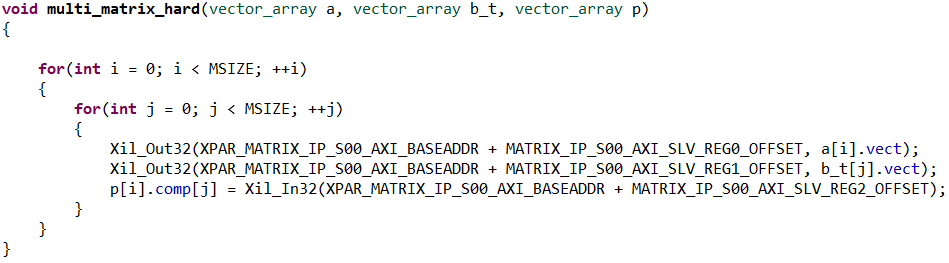 void multi_matrix_hard(vector_array a, vector_array b_t, vector_array p)
{
    for(int i = 0; i < MSIZE; ++i)
    {
        for(int j = 0; j < MSIZE; ++j)
        {
            Xil_Out32(XPAR_MATRIX_IP_S00_AXI_BASEADDR + MATRIX_IP_S00_AXI_SLV_REG0_OFFSET, a[i].vect);
            Xil_Out32(XPAR_MATRIX_IP_S00_AXI_BASEADDR + MATRIX_IP_S00_AXI_SLV_REG1_OFFSET, b_t[j].vect);
            p[i].comp[j] = Xil_In32(XPAR_MATRIX_IP_S00_AXI_BASEADDR + MATRIX_IP_S00_AXI_SLV_REG2_OFFSET);
        }
    }
}